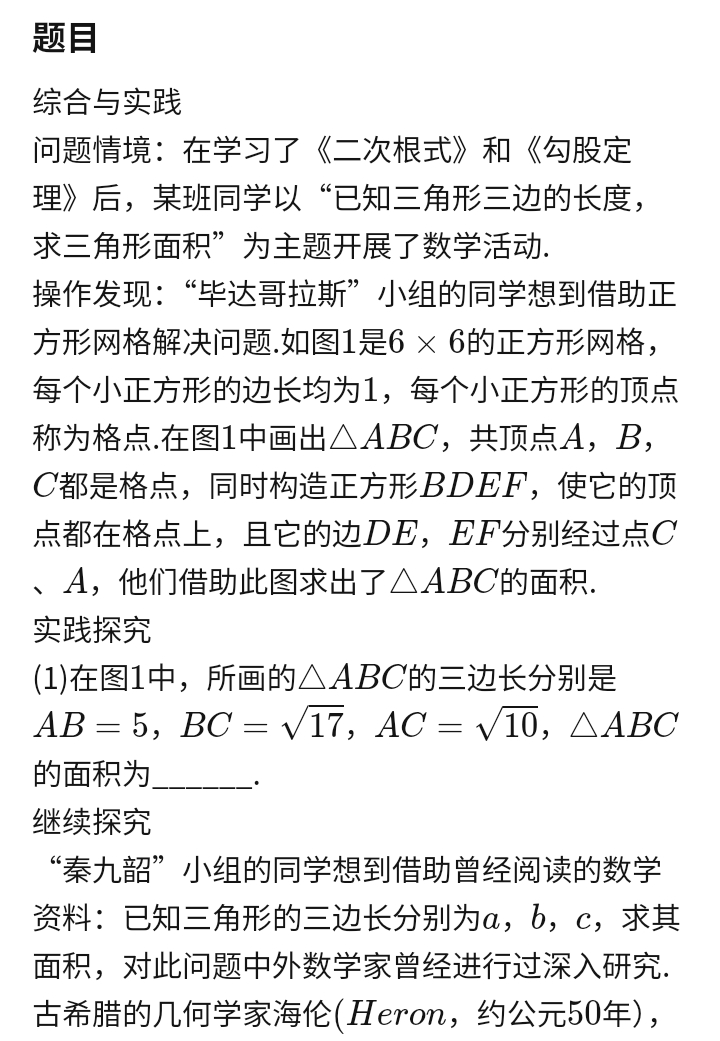 题目
综合与实践
问题情境：在学习了《二次根式》和《勾股定
理》后，某班同学以“已知三角形三边的长度，
求三角形面积”为主题开展了数学活动.
操作发现：“毕达哥拉斯”小组的同学想到借助正
方形网格解决问题.如图1是6 × 6的正方形网格，
每个小正方形的边长均为1，每个小正方形的顶点
称为格点.在图1中画出△ABC，共顶点A，B，
C都是格点，同时构造正方形BDEF，使它的顶
点都在格点上，且它的边DE，EF分别经过点C
、A，他们借助此图求出了△ABC的面积.
实践探究
(1)在图1中，所画的△ABC的三边长分别是
AB = 5，BC = √17，AC = √10，△ABC
的面积为______.
继续探究
“秦九韶”小组的同学想到借助曾经阅读的数学
资料：已知三角形的三边长分别为a，b，c，求其
面积，对此问题中外数学家曾经进行过深入研究.
古希腊的几何学家海伦(Heron，约公元50年)，